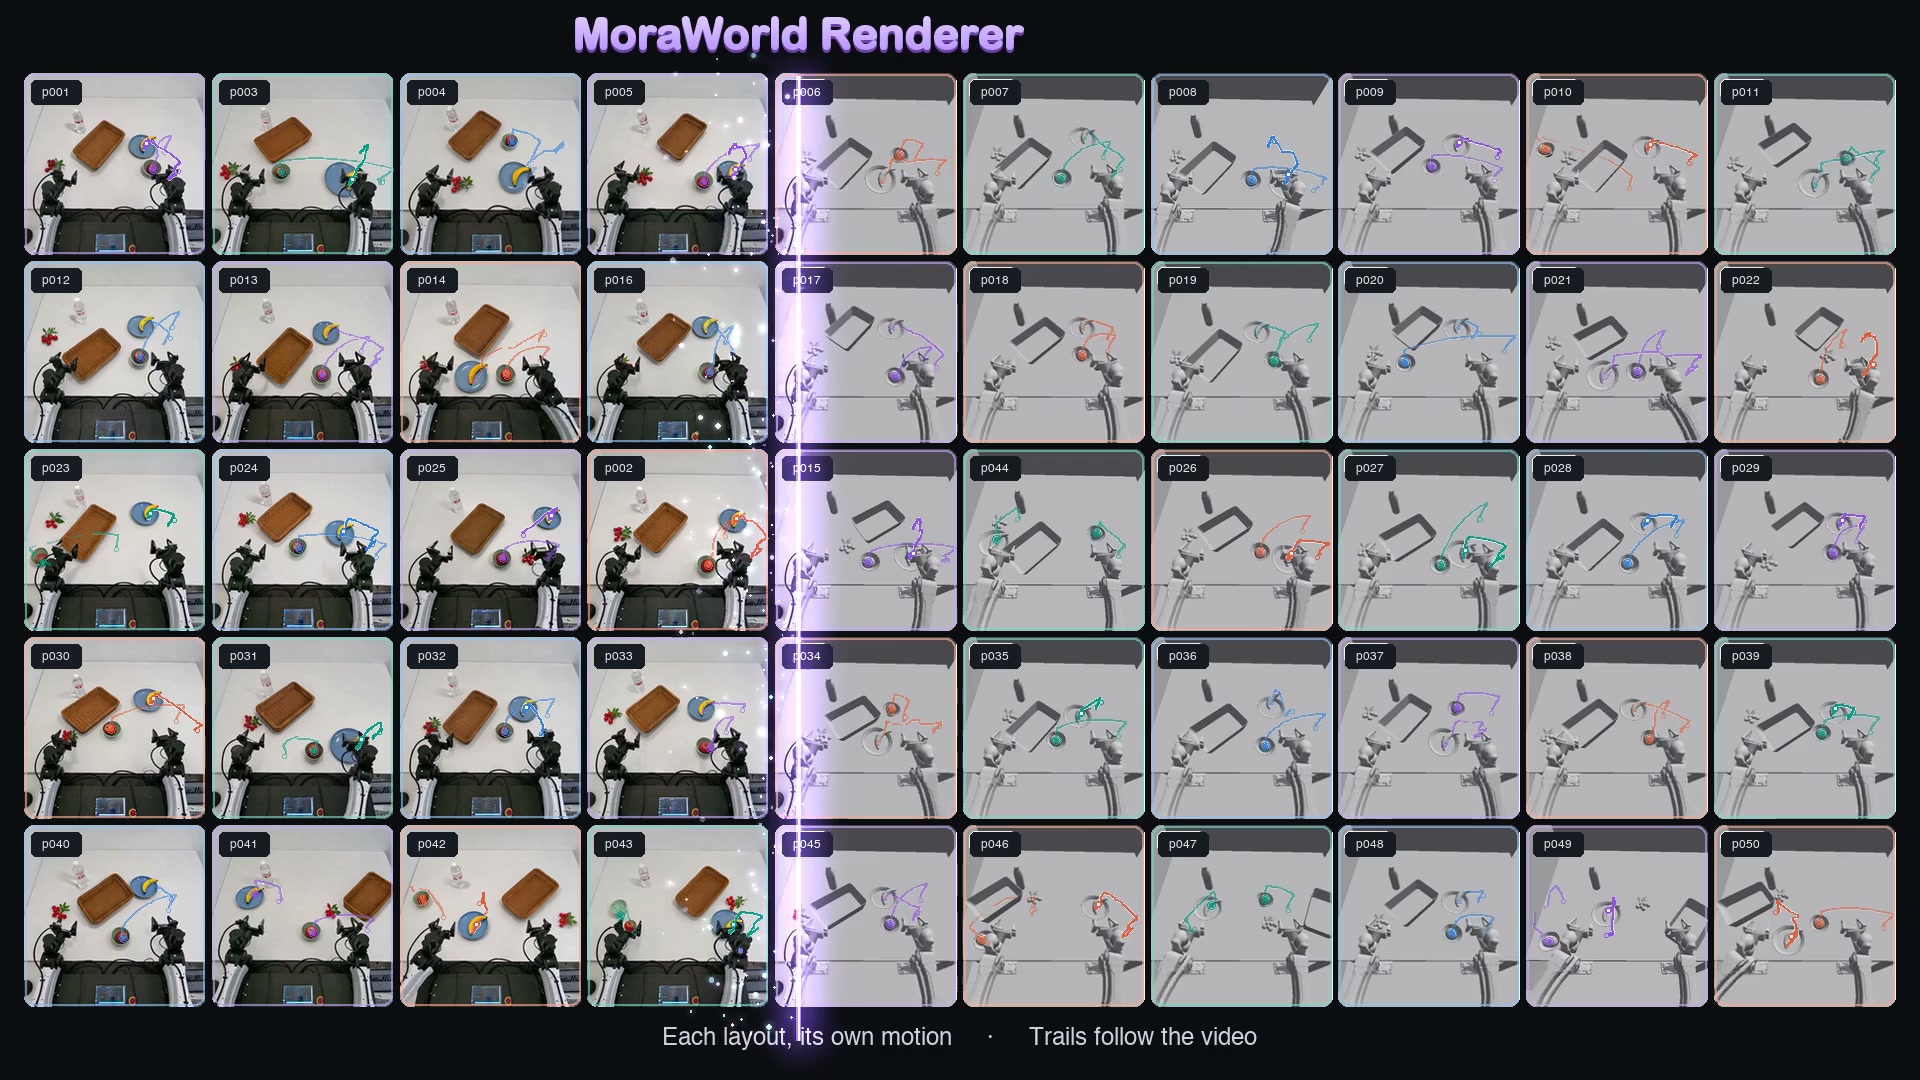 MoraWorld Renderer
p001 p003 p004 p005 p006 p007 p008 p009 p010 p011
p012 p013 p014 p016 p017 p018 p019 p020 p021 p022
p023 p024 p025 p002 p015 p044 p026 p027 p028 p029
p030 p031 p032 p033 p034 p035 p036 p037 p038 p039
p040 p041 p042 p043 p045 p046 p047 p048 p049 p050
Each layout, its own motion · Trails follow the video